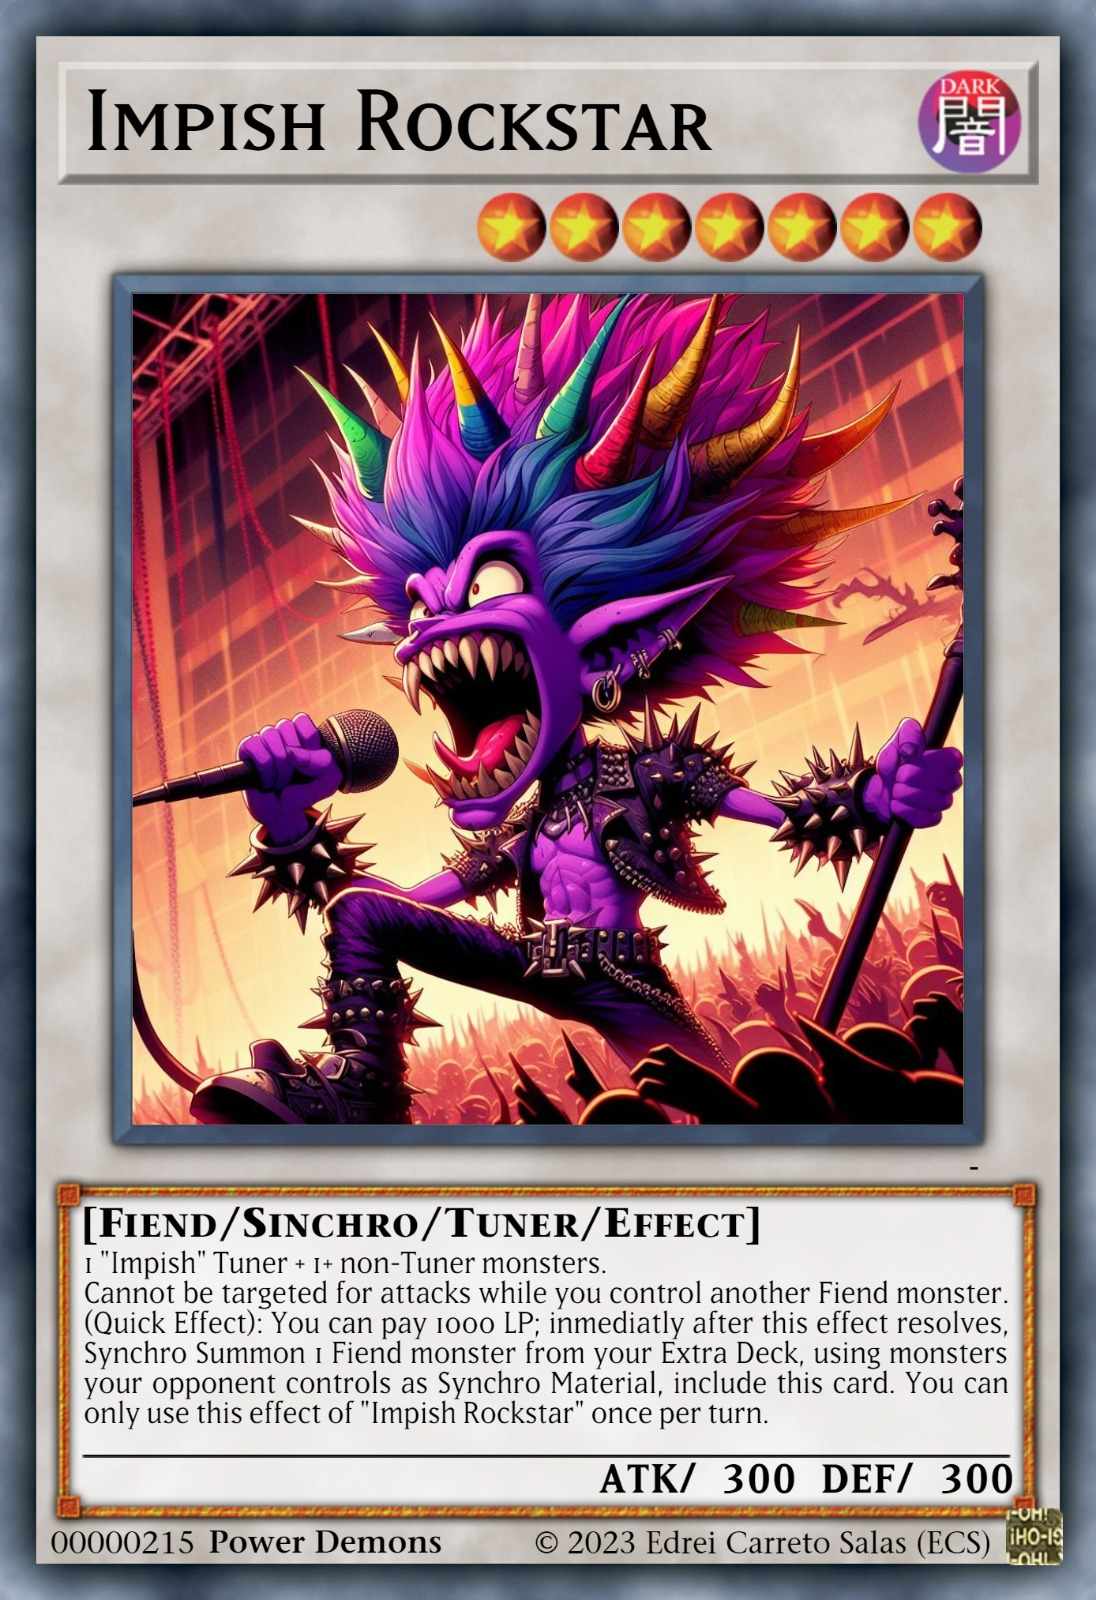 Impish Rockstar
DARK
闇
-
[Fiend/Sinchro/Tuner/Effect]
1 "Impish" Tuner + 1+ non-Tuner monsters.
Cannot be targeted for attacks while you control another Fiend monster.
(Quick Effect): You can pay 1000 LP; inmediatly after this effect resolves,
Synchro Summon 1 Fiend monster from your Extra Deck, using monsters
your opponent controls as Synchro Material, include this card. You can
only use this effect of "Impish Rockstar" once per turn.
ATK/ 300 DEF/ 300
00000215 Power Demons © 2023 Edrei Carreto Salas (ECS)